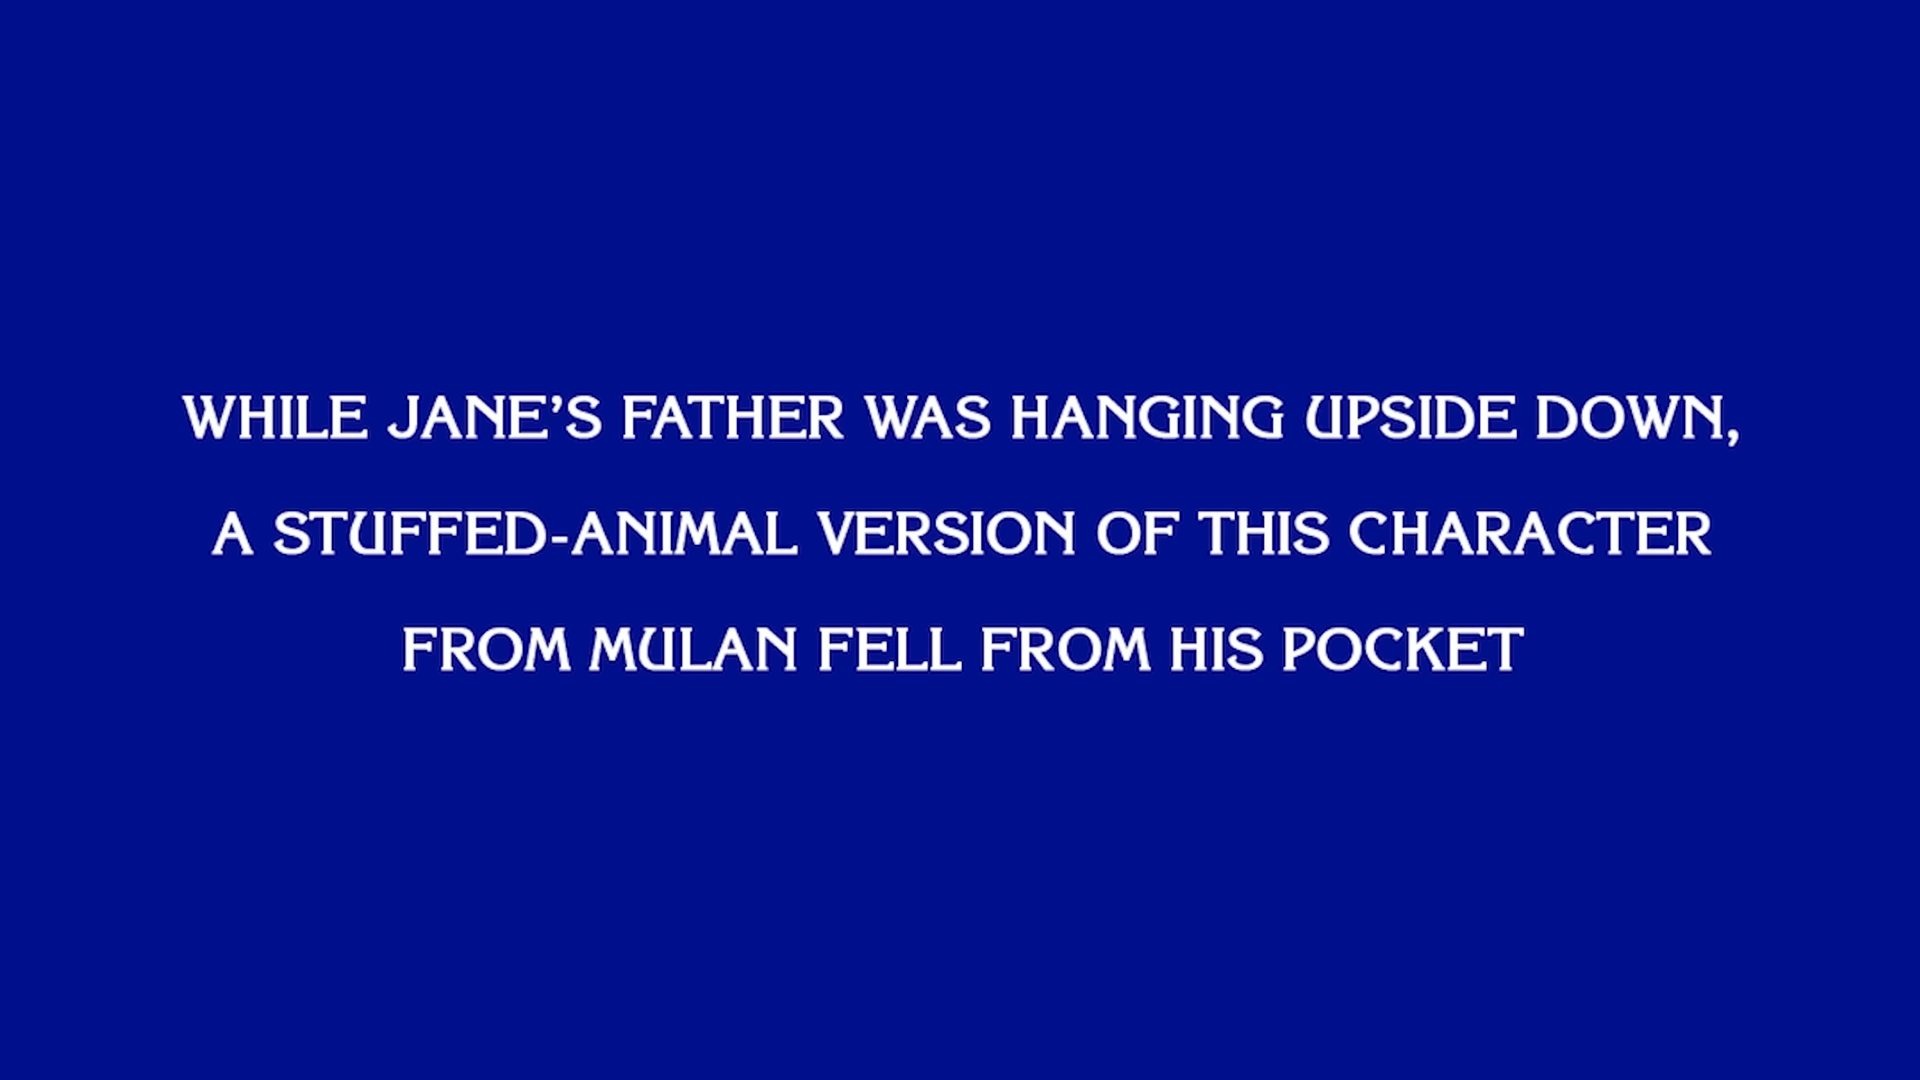 WHILE JANE’S FATHER WAS HANGING UPSIDE DOWN,
A STUFFED-ANIMAL VERSION OF THIS CHARACTER
FROM MULAN FELL FROM HIS POCKET